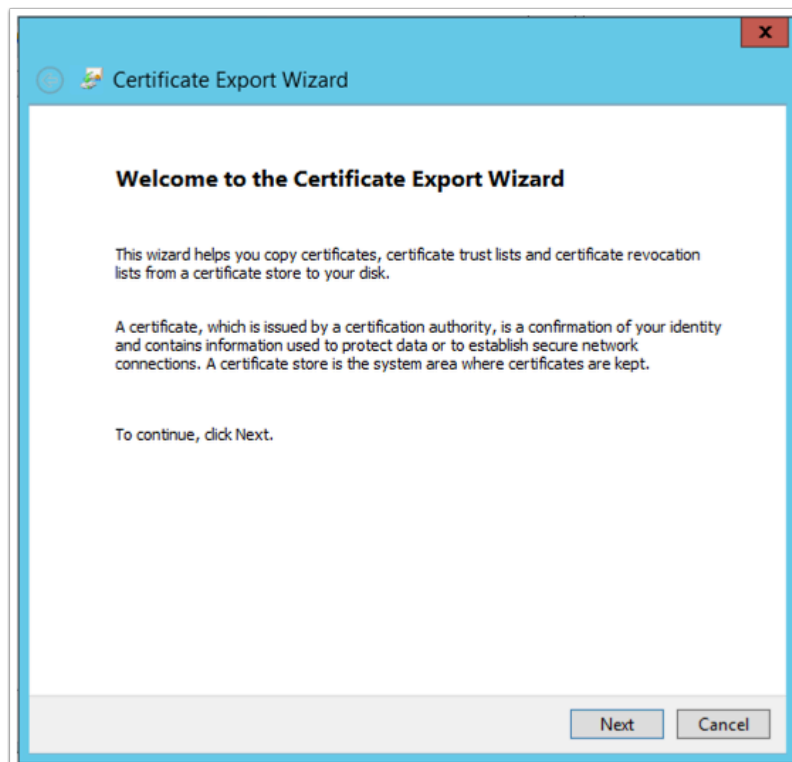 x
Certificate Export Wizard
Welcome to the Certificate Export Wizard
This wizard helps you copy certificates, certificate trust lists and certificate revocation
lists from a certificate store to your disk.
A certificate, which is issued by a certification authority, is a confirmation of your identity
and contains information used to protect data or to establish secure network
connections. A certificate store is the system area where certificates are kept.
To continue, click Next.
Next Cancel